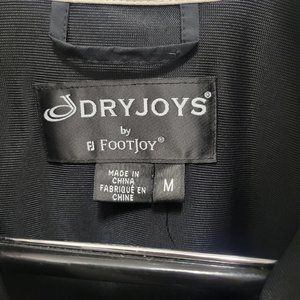 DRYJOYS®
by
FJ FOOTJOY®
MADE IN
CHINA
FABRIQUÉ EN
CHINE
M